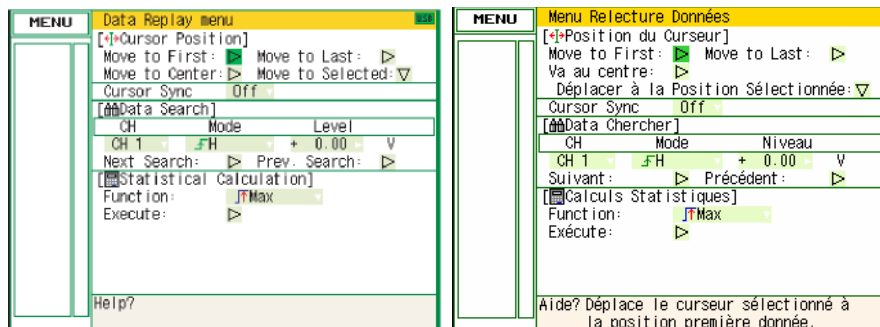 MENU
Data Replay menu
USB
[Cursor Position]
Move to First: Move to Last:
Move to Center: Move to Selected:
Cursor Sync Off
[Data Search]
CH Mode Level
CH 1 H + 0.00 V
Next Search: Prev. Search:
[Statistical Calculation]
Function: Max
Execute:
Help?
MENU
Menu Relecture Données
[Position du Curseur]
Move to First: Move to Last:
Va au centre:
Déplacer à la Position Sélectionnée:
Cursor Sync Off
[Data Chercher]
CH Mode Niveau
CH 1 H + 0.00 V
Suivant: Précédent:
[Calculs Statistiques]
Function: Max
Exécute:
Aide? Déplace le curseur sélectionné à
la position première donnée.